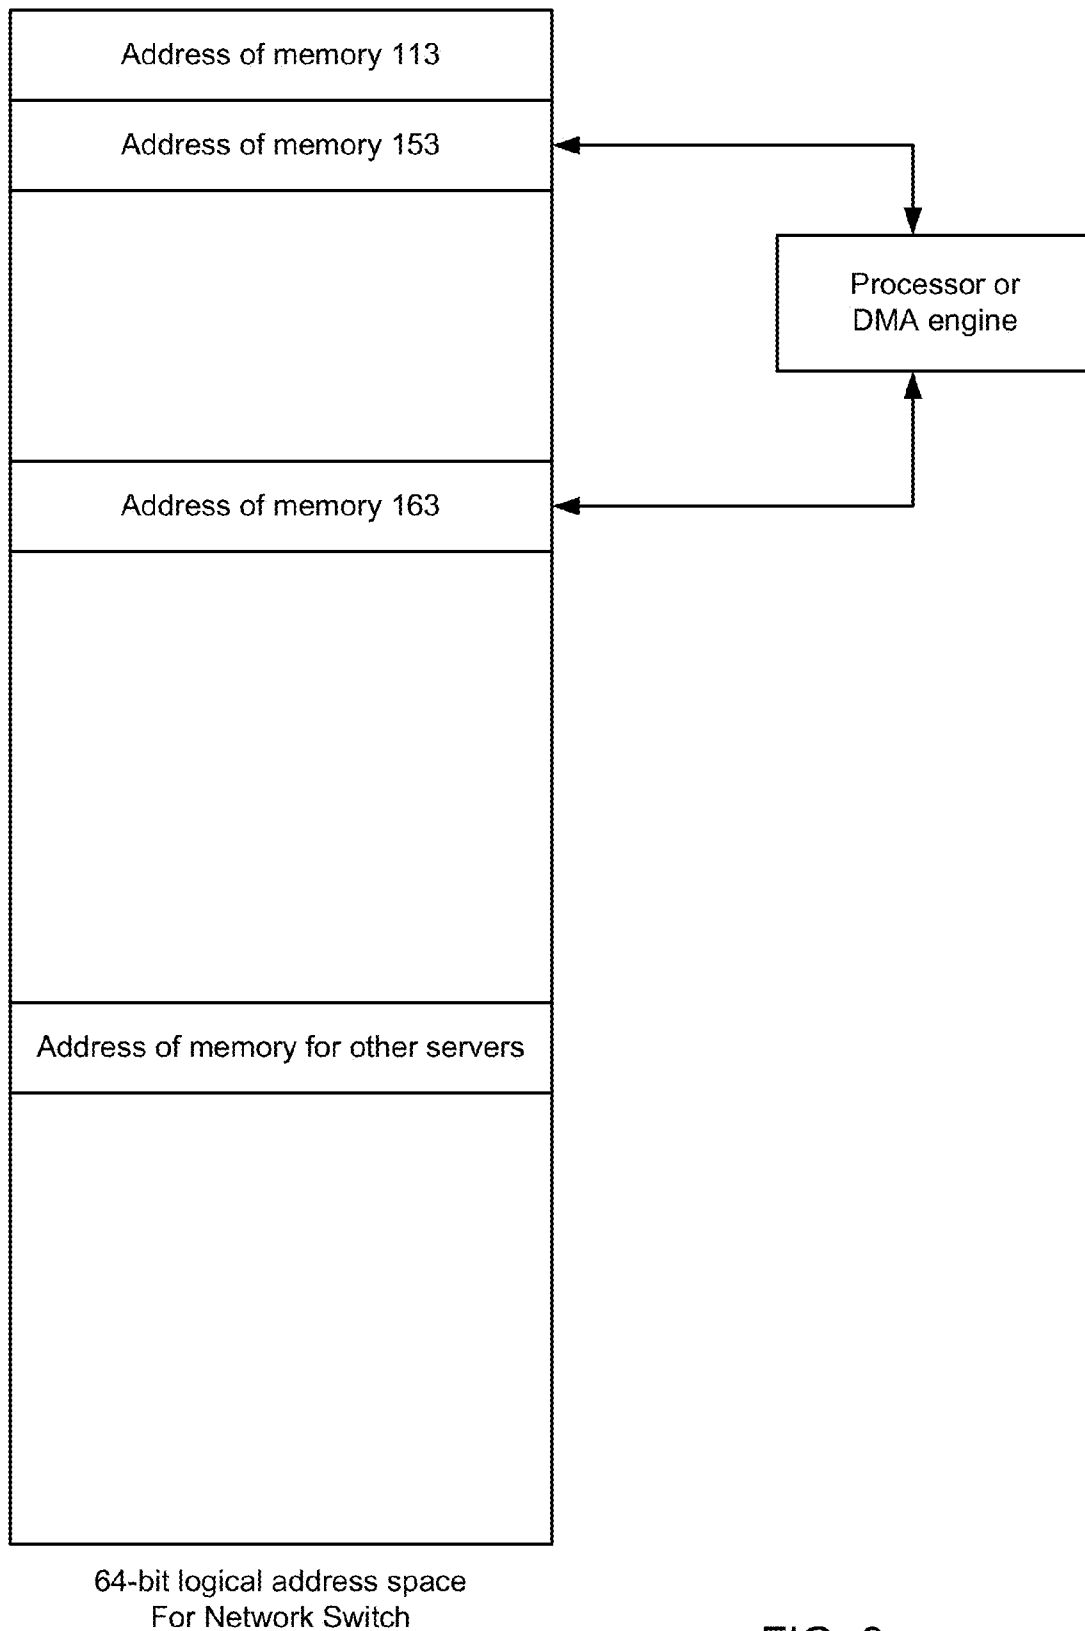 Address of memory 113
Address of memory 153
Processor or
DMA engine
Address of memory 163
Address of memory for other servers
64-bit logical address space
For Network Switch